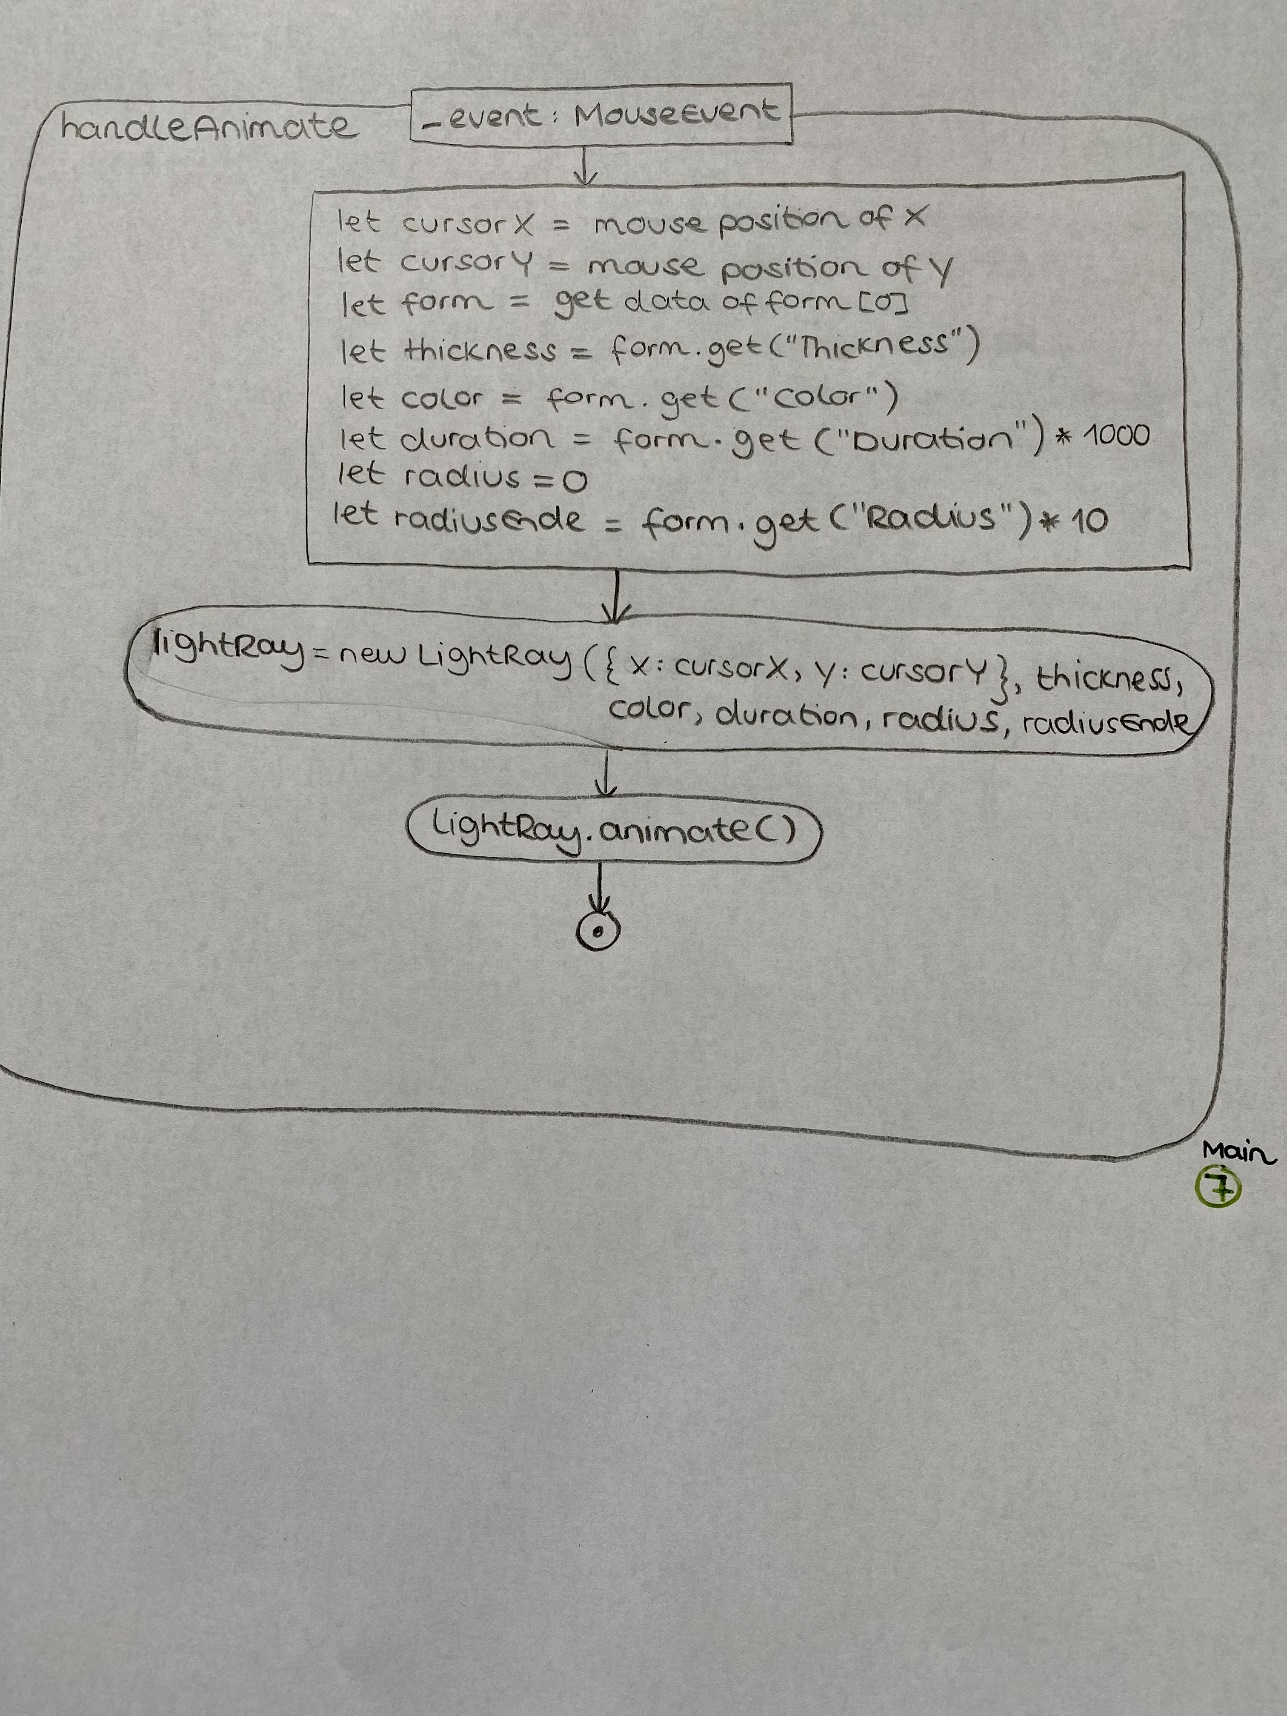 handleAnimate
_event: MouseEvent
let cursorX = mouse position of X
let cursorY = mouse position of Y
let form = get data of form [0]
let thickness = form.get("Thickness")
let color = form.get("Color")
let duration = form.get("Duration") * 1000
let radius = 0
let radiusEnde = form.get("Radius") * 10
lightRay = new LightRay ({ x: cursorX, y: cursorY }, thickness,
color, duration, radius, radiusEnde
LightRay.animate()
Main
7